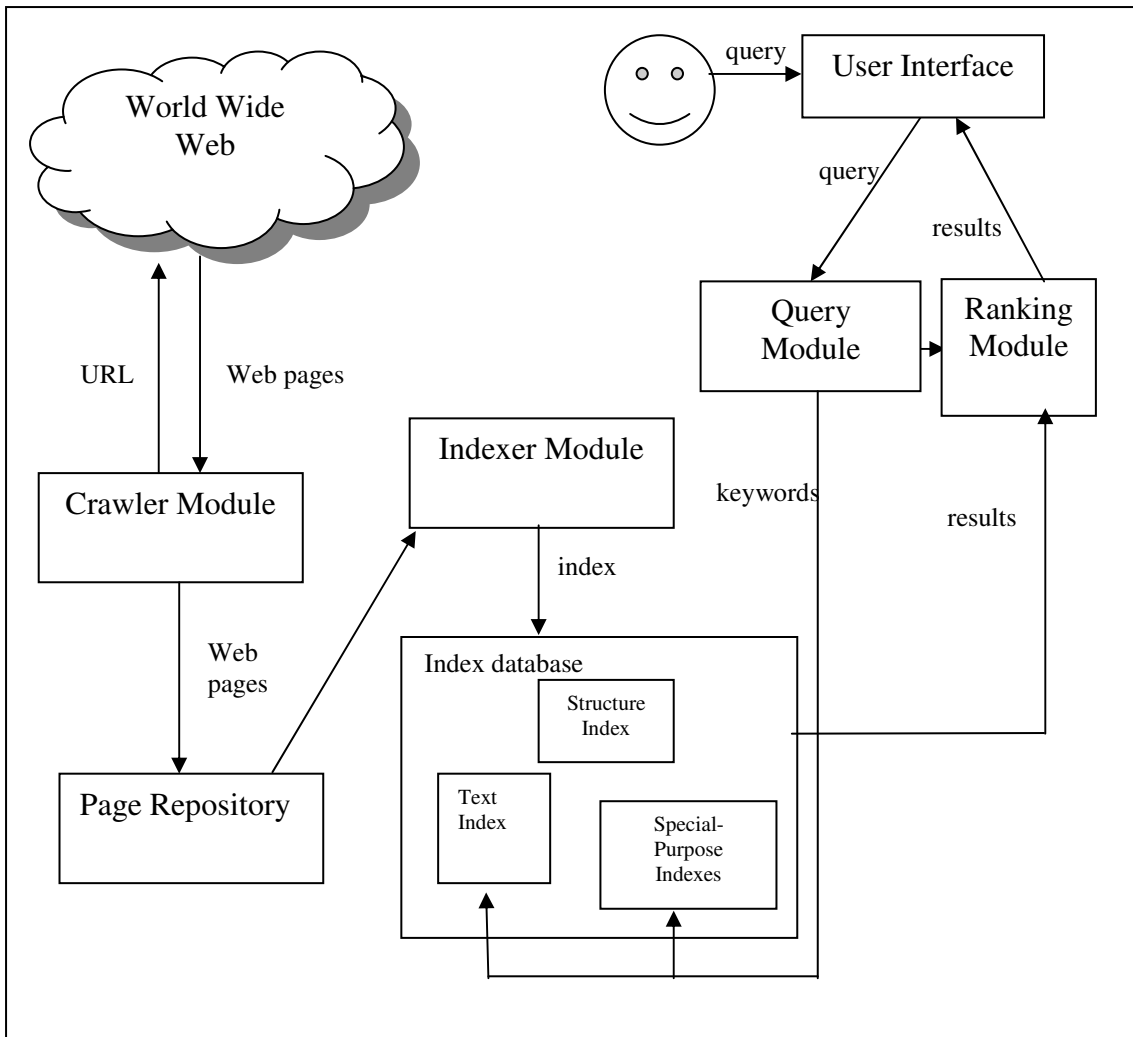 World Wide
Web
query
User Interface
query
results
Query
Module
Ranking
Module
URL
Web pages
Indexer Module
Crawler Module
keywords
results
index
Web
pages
Index database
Structure
Index
Page Repository
Text
Index
Special-
Purpose
Indexes